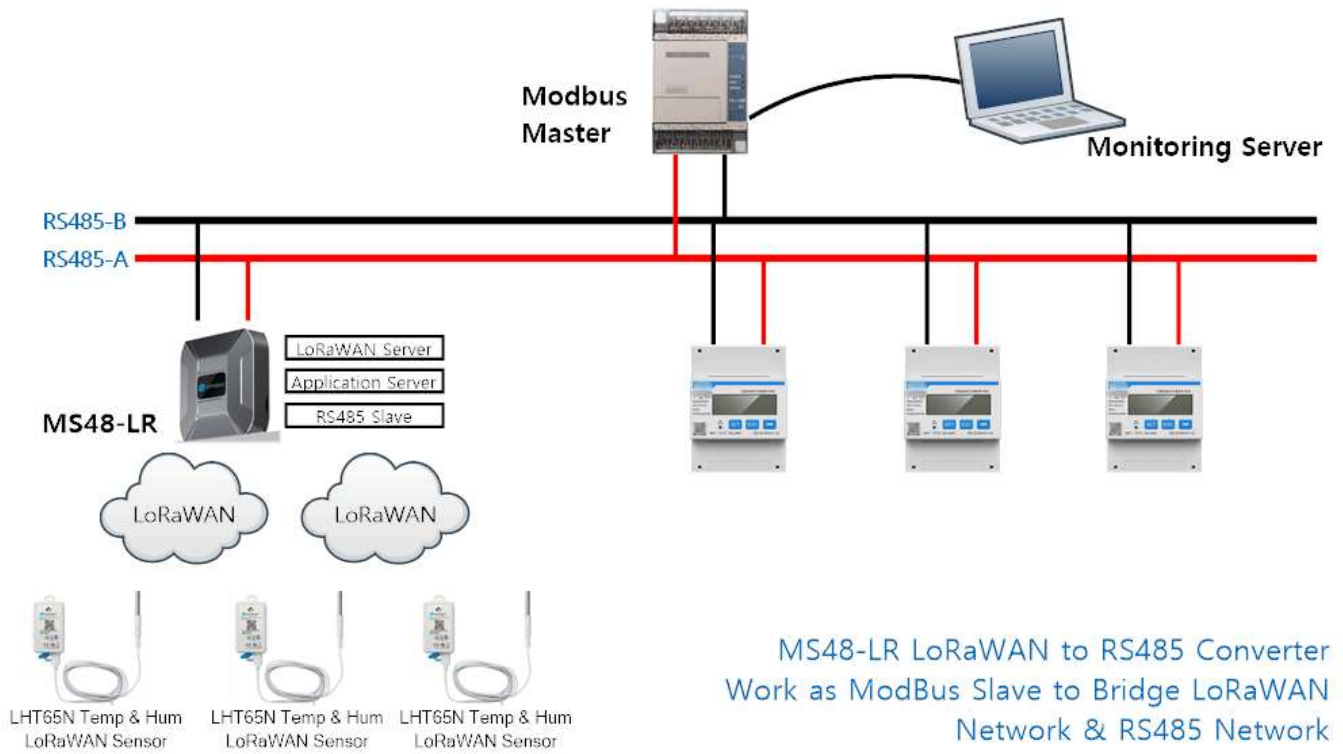 Modbus
Master
Monitoring Server
RS485-B
RS485-A
LoRaWAN Server
Application Server
RS485 Slave
MS48-LR
LoRaWAN
LoRaWAN
LHT65N Temp & Hum
LoRaWAN Sensor
LHT65N Temp & Hum
LoRaWAN Sensor
LHT65N Temp & Hum
LoRaWAN Sensor
MS48-LR LoRaWAN to RS485 Converter
Work as ModBus Slave to Bridge LoRaWAN
Network & RS485 Network